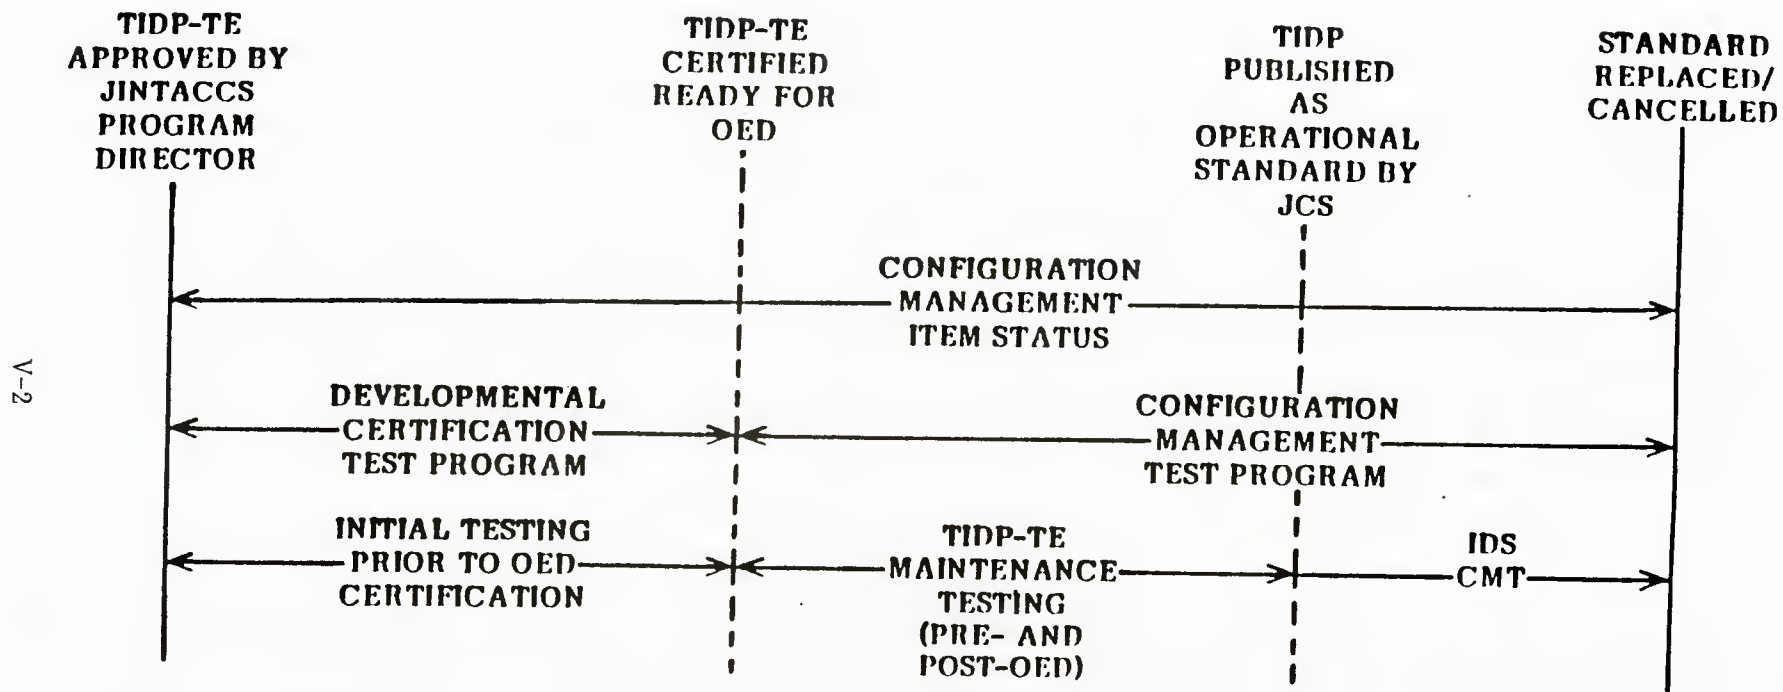 TIDP-TE
APPROVED BY
JINTACCS
PROGRAM
DIRECTOR
TIDP-TE
CERTIFIED
READY FOR
OED
TIDP
PUBLISHED
AS
OPERATIONAL
STANDARD BY
JCS
STANDARD
REPLACED/
CANCELLED
CONFIGURATION
MANAGEMENT
ITEM STATUS
DEVELOPMENTAL
CERTIFICATION
TEST PROGRAM
CONFIGURATION
MANAGEMENT
TEST PROGRAM
INITIAL TESTING
PRIOR TO OED
CERTIFICATION
TIDP-TE
MAINTENANCE
TESTING
(PRE- AND
POST-OED)
IDS
CMT
V-2